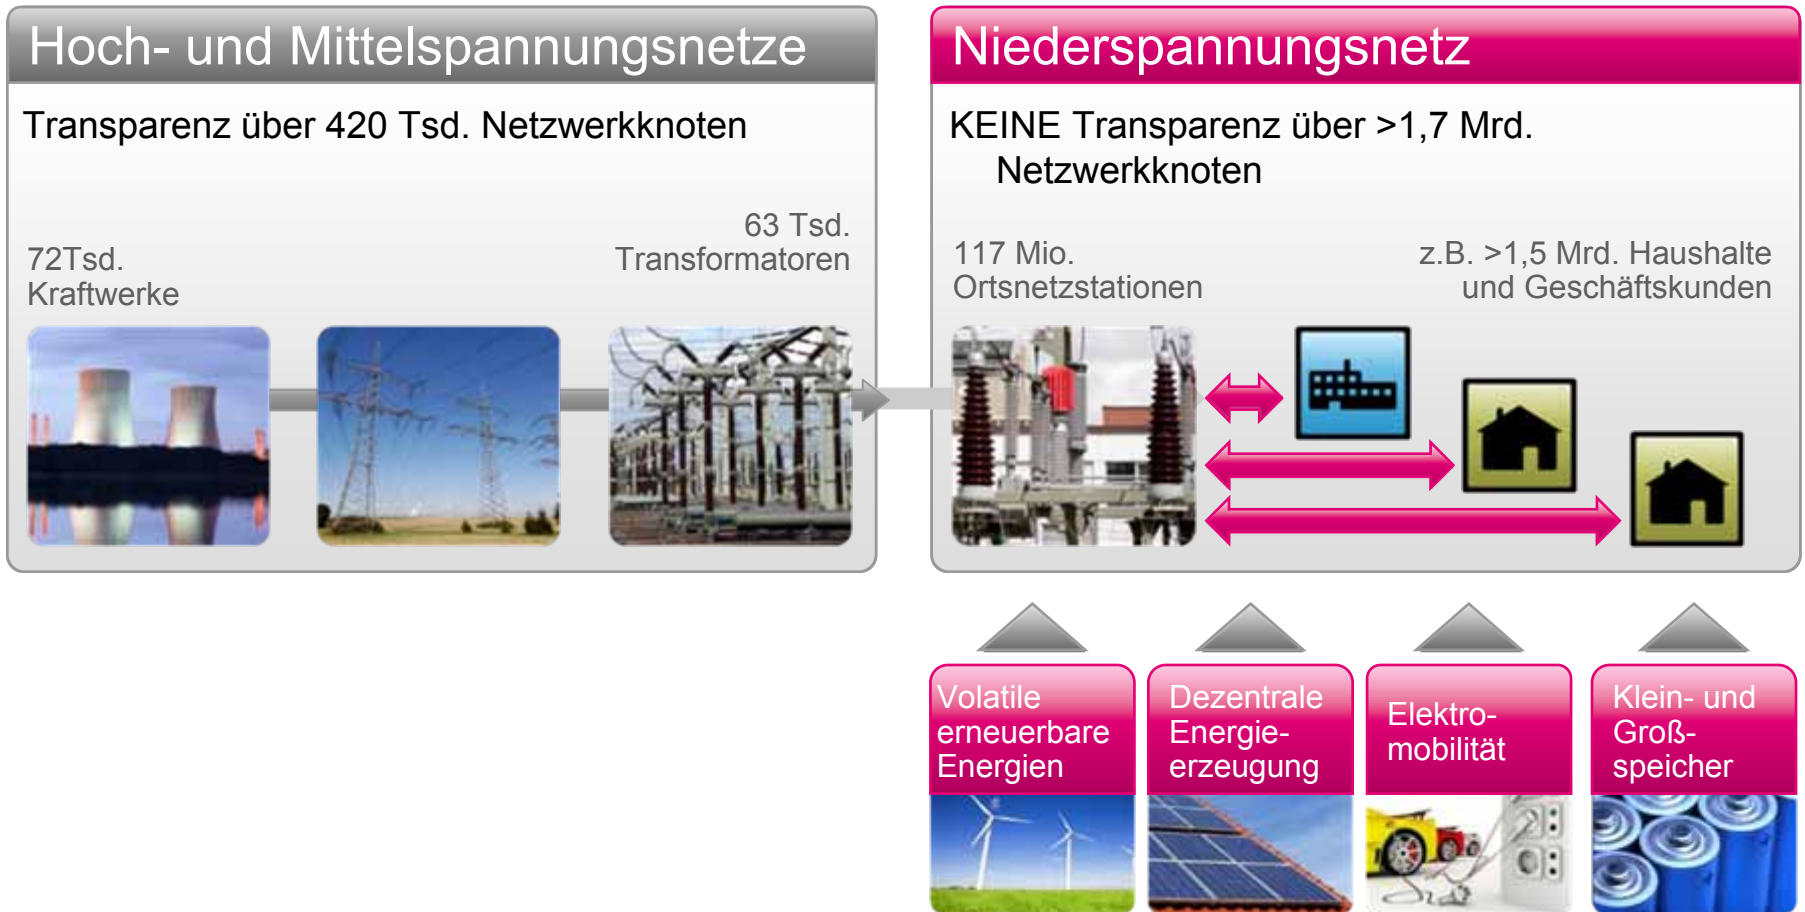 Hoch- und Mittelspannungsnetze
Transparenz über 420 Tsd. Netzwerkknoten
72Tsd.
Kraftwerke
63 Tsd.
Transformatoren
Niederspannungsnetz
KEINE Transparenz über >1,7 Mrd.
Netzwerkknoten
117 Mio.
Ortsnetzstationen
z.B. >1,5 Mrd. Haushalte
und Geschäftskunden
Volatile
erneuerbare
Energien
Dezentrale
Energie-
erzeugung
Elektro-
mobilität
Klein- und
Groß-
speicher